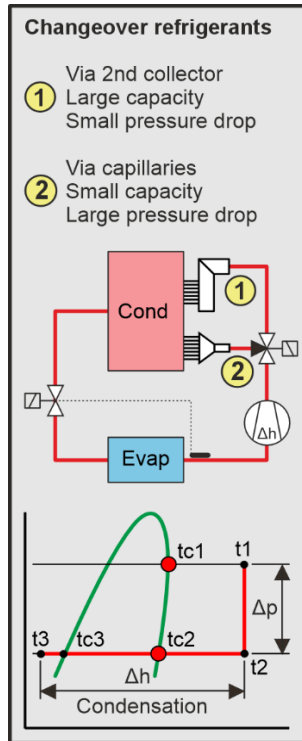 Changeover refrigerants
Via 2nd collector
1 Large capacity
Small pressure drop
Via capillaries
2 Small capacity
Large pressure drop
1
Cond
2
Δh
Evap
tc1 t1
Δp
t3 tc3 tc2 t2
Δh
Condensation